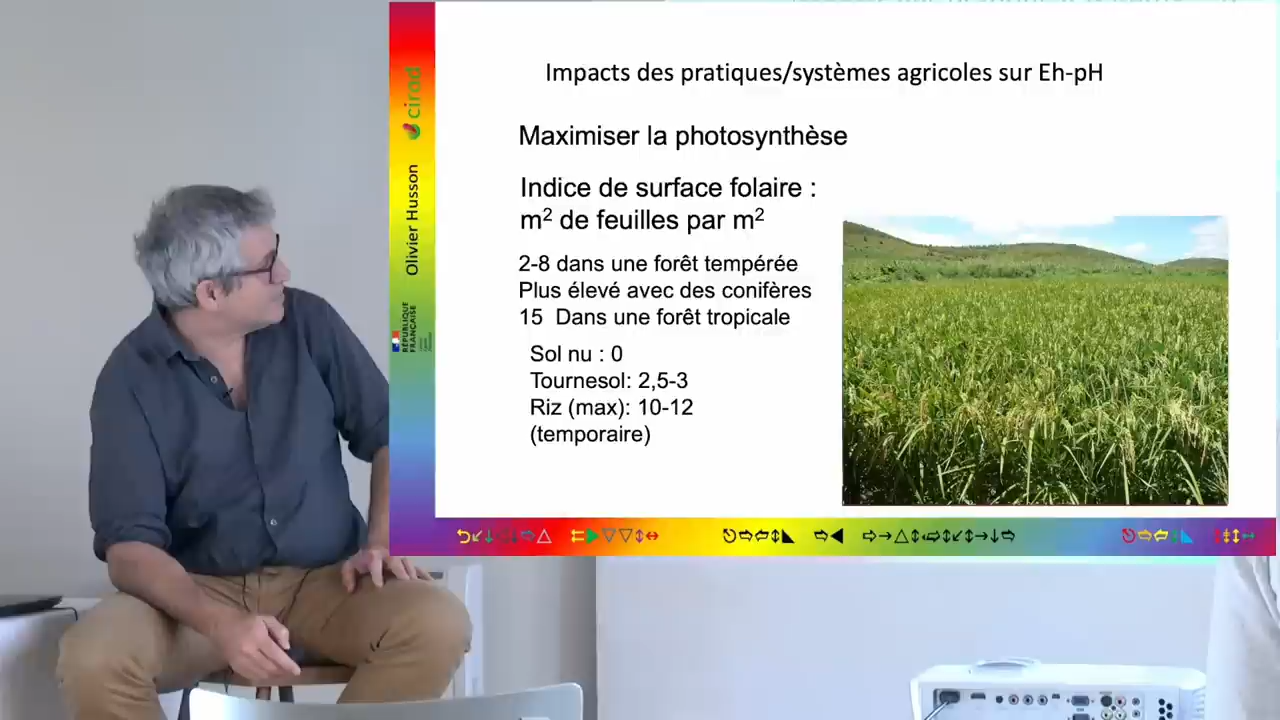 Impacts des pratiques/systèmes agricoles sur Eh-pH
Maximiser la photosynthèse
Indice de surface folaire :
m² de feuilles par m²
2-8 dans une forêt tempérée
Plus élevé avec des conifères
15 Dans une forêt tropicale
Sol nu : 0
Tournesol: 2,5-3
Riz (max): 10-12
(temporaire)
cirad
Olivier Husson
RÉPUBLIQUE
FRANÇAISE